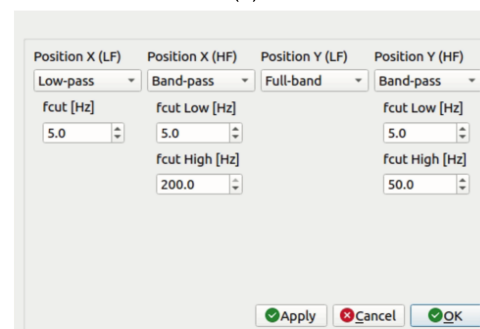 Position X (LF) Position X (HF) Position Y (LF) Position Y (HF)
Low-pass Band-pass Full-band Band-pass
fcut [Hz] fcut Low [Hz] fcut Low [Hz]
5.0 5.0 5.0
fcut High [Hz] fcut High [Hz]
200.0 50.0
Apply Cancel OK